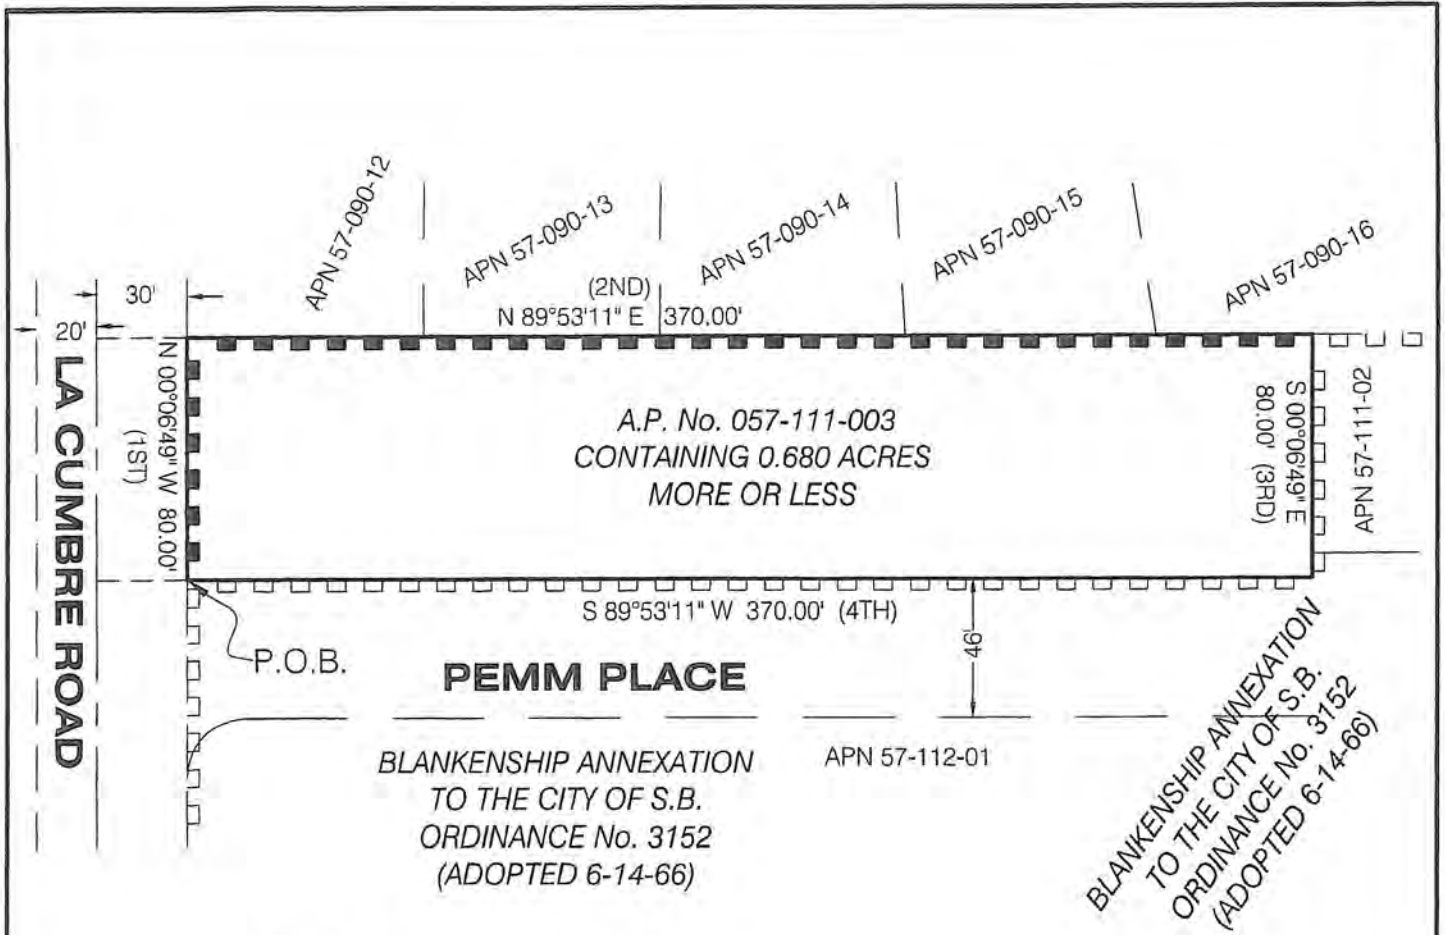 APN 57-090-12
APN 57-090-13
APN 57-090-14
APN 57-090-15
APN 57-090-16
30'
20'
(2ND)
N 89°53'11" E 370.00'
LA CUMBRE ROAD
N 00°06'49" W 80.00'
(1ST)
A.P. No. 057-111-003
CONTAINING 0.680 ACRES
MORE OR LESS
S 00°06'49" E
80.00' (3RD)
APN 57-111-02
S 89°53'11" W 370.00' (4TH)
P.O.B.
PEMM PLACE
46'
BLANKENSHIP ANNEXATION
TO THE CITY OF S.B.
ORDINANCE No. 3152
(ADOPTED 6-14-66)
APN 57-112-01
BLANKENSHIP ANNEXATION
TO THE CITY OF S.B.
ORDINANCE No. 3152
(ADOPTED 6-14-66)